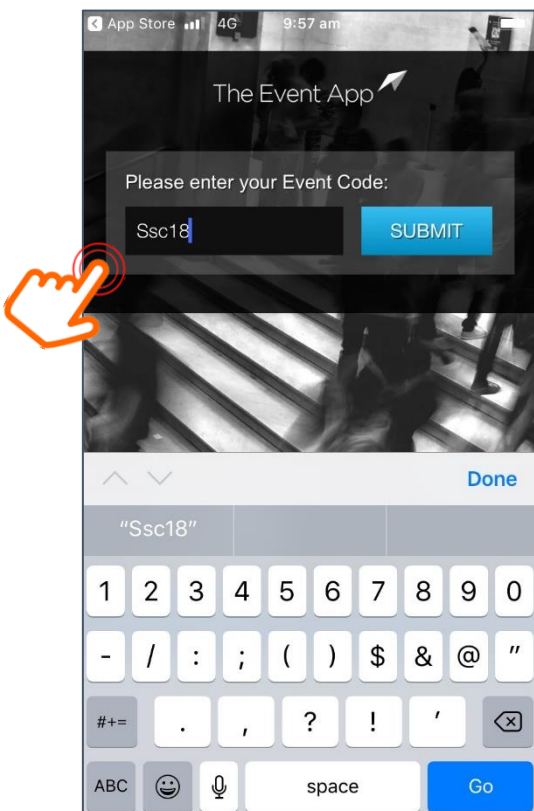 App Store 4G 9:57 am
The Event App
Please enter your Event Code:
Ssc18 SUBMIT
Done
"Ssc18"
1 2 3 4 5 6 7 8 9 0
- / : ; ( ) $ & @ "
#+= . , ? ! '
ABC space Go